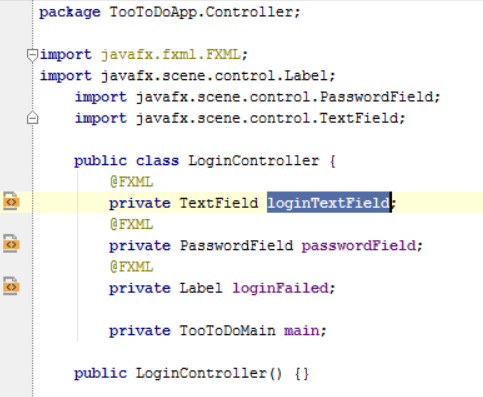 package TooToDoApp.Controller;
import javafx.fxml.FXML;
import javafx.scene.control.Label;
import javafx.scene.control.PasswordField;
import javafx.scene.control.TextField;
public class LoginController {
@FXML
private TextField loginTextField;
@FXML
private PasswordField passwordField;
@FXML
private Label loginFailed;
private TooToDoMain main;
public LoginController() {}